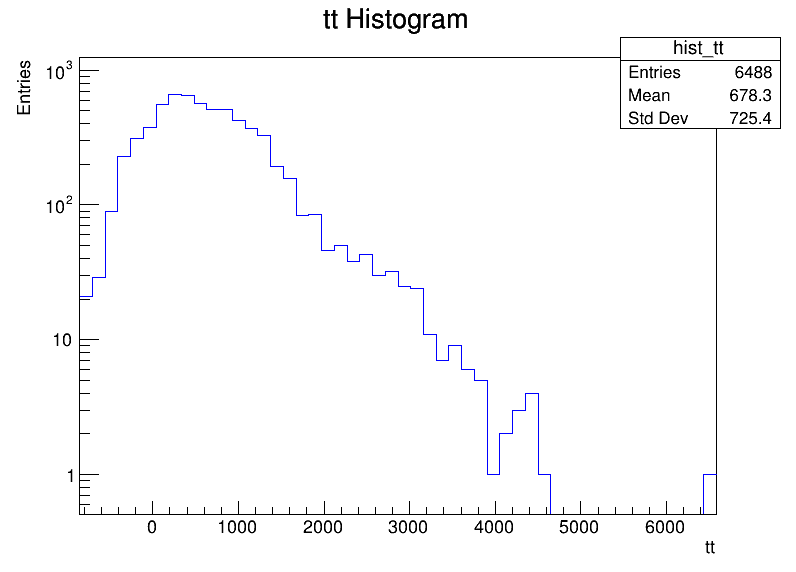 tt Histogram
hist_tt
Entries 6488
Mean 678.3
Std Dev 725.4
Entries
10³
10²
10
1
0 1000 2000 3000 4000 5000 6000
tt